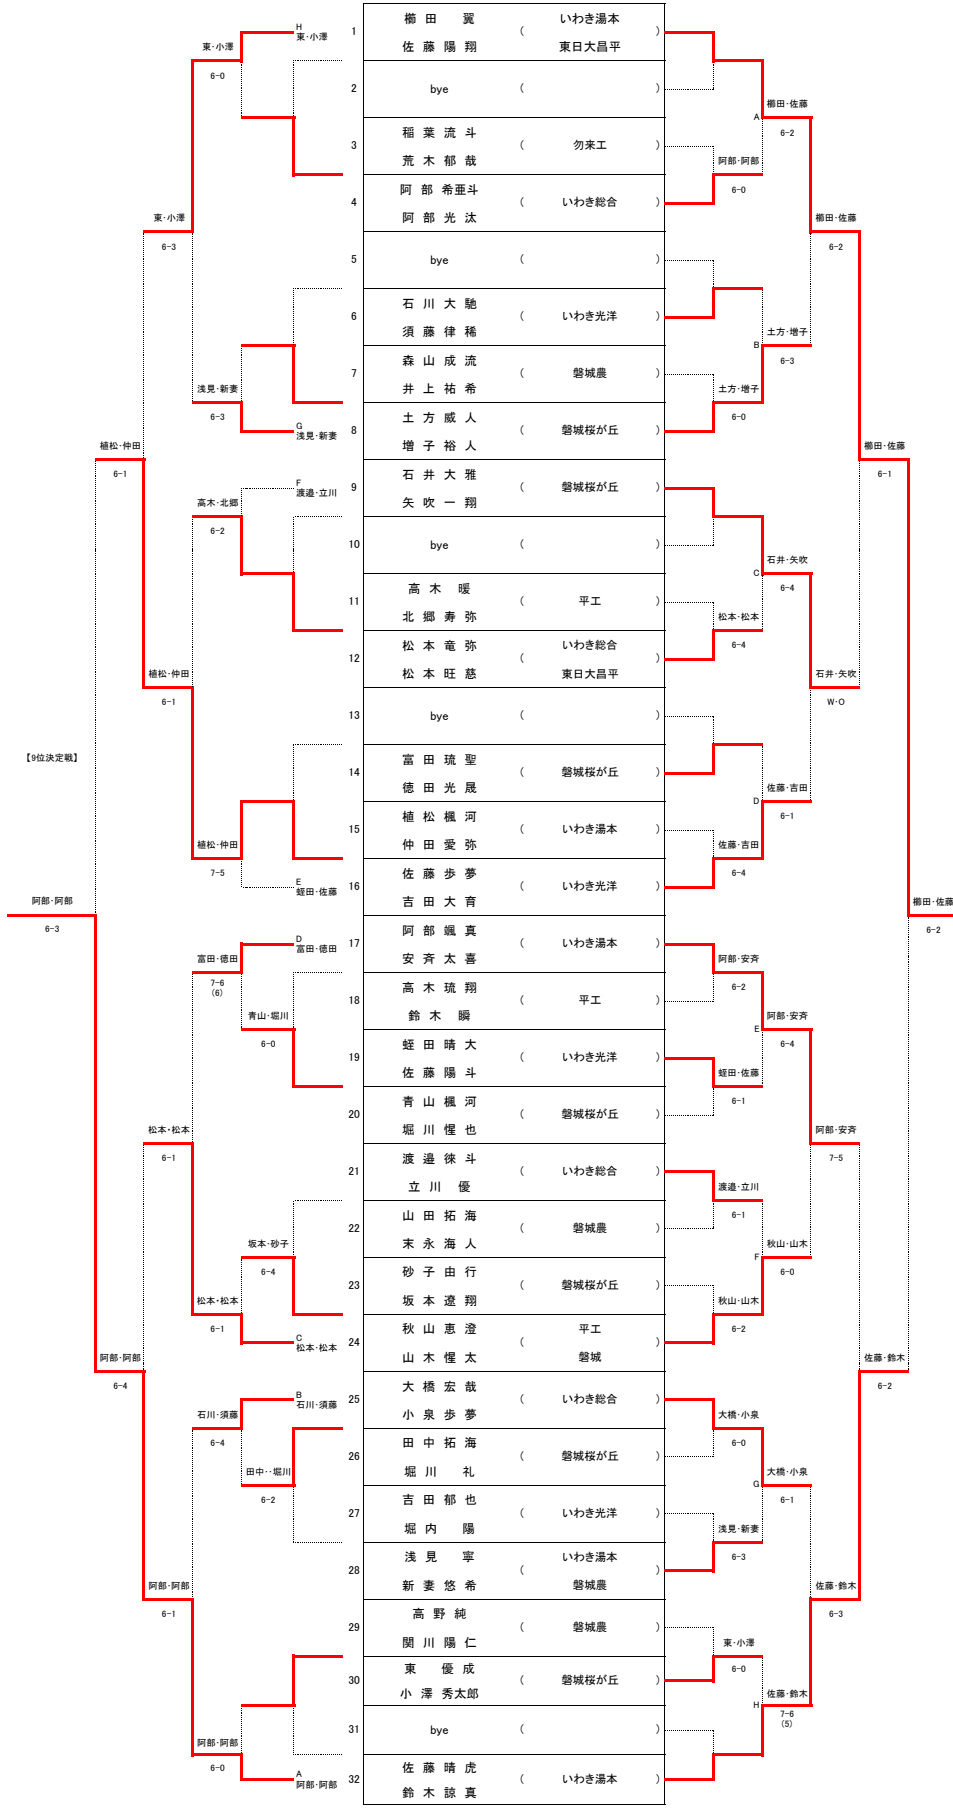 H
東・小澤
1
櫛田 翼
佐藤陽翔
(
いわき湯本
東日大昌平
)
東・小澤
6-0
2
bye
(
)
櫛田・佐藤
A
6-2
3
稲葉流斗
荒木郁哉
(
勿来工
)
阿部・阿部
6-0
4
阿部希亜斗
阿部光汰
(
いわき総合
)
東・小澤
6-3
櫛田・佐藤
6-2
5
bye
(
)
6
石川大馳
須藤律稀
(
いわき光洋
)
土方・増子
B
6-3
7
森山成流
井上祐希
(
磐城農
)
浅見・新妻
6-3
土方・増子
6-0
G
浅見・新妻
8
土方威人
増子裕人
(
磐城桜が丘
)
植松・仲田
6-1
櫛田・佐藤
6-1
F
渡邉・立川
9
石井大雅
矢吹一翔
(
磐城桜が丘
)
高木・北郷
6-2
10
bye
(
)
石井・矢吹
C
6-4
11
高木 暖
北郷寿弥
(
平工
)
松本・松本
6-4
12
松本竜弥
松本旺慈
(
いわき総合
東日大昌平
)
植松・仲田
6-1
石井・矢吹
W・O
13
bye
(
)
【9位決定戦】
14
富田琉聖
徳田光晟
(
磐城桜が丘
)
佐藤・吉田
D
6-1
15
植松楓河
仲田愛弥
(
いわき湯本
)
植松・仲田
7-5
佐藤・吉田
6-4
E
蛭田・佐藤
16
佐藤歩夢
吉田大育
(
いわき光洋
)
阿部・阿部
6-3
櫛田・佐藤
6-2
D
富田・徳田
17
阿部颯真
安斉太喜
(
いわき湯本
)
富田・徳田
7-6
(6)
阿部・安斉
6-2
18
高木琉翔
鈴木 瞬
(
平工
)
青山・堀川
6-0
阿部・安斉
E
6-4
19
蛭田晴大
佐藤陽斗
(
いわき光洋
)
蛭田・佐藤
6-1
20
青山楓河
堀川惺也
(
磐城桜が丘
)
松本・松本
6-1
阿部・安斉
7-5
21
渡邉徠斗
立川 優
(
いわき総合
)
渡邉・立川
6-1
22
山田拓海
末永海人
(
磐城農
)
坂本・砂子
6-4
秋山・山木
F
6-0
23
砂子由行
坂本遼翔
(
磐城桜が丘
)
松本・松本
6-1
秋山・山木
6-2
C
松本・松本
24
秋山恵澄
山木惺太
(
平工
磐城
)
阿部・阿部
6-4
佐藤・鈴木
6-2
B
石川・須藤
25
大橋宏哉
小泉歩夢
(
いわき総合
)
石川・須藤
6-4
大橋・小泉
6-0
26
田中拓海
堀川 礼
(
磐城桜が丘
)
田中・・堀川
6-2
大橋・小泉
G
6-1
27
吉田郁也
堀内 陽
(
いわき光洋
)
浅見・新妻
6-3
28
浅見 寧
新妻悠希
(
いわき湯本
磐城農
)
阿部・阿部
6-1
佐藤・鈴木
6-3
29
高野純
関川陽仁
(
磐城農
)
東・小澤
6-0
30
東 優成
小澤秀太郎
(
磐城桜が丘
)
佐藤・鈴木
H
7-6
(5)
31
bye
(
)
阿部・阿部
6-0
A
阿部・阿部
32
佐藤晴虎
鈴木諒真
(
いわき湯本
)